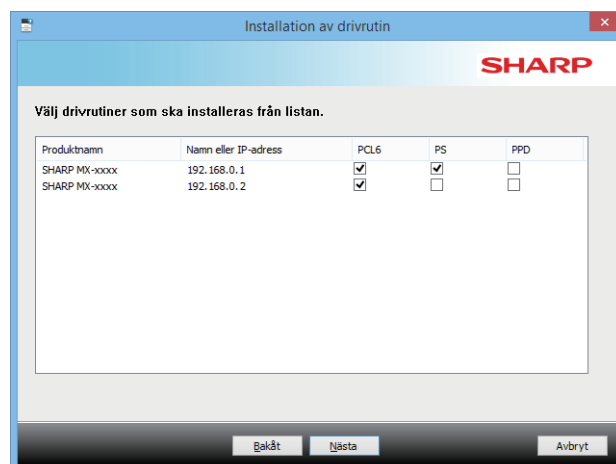 Installation av drivrutin
SHARP
Välj drivrutiner som ska installeras från listan.
Produktnamn Namn eller IP-adress PCL6 PS PPD
SHARP MX-xxxx 192.168.0.1
SHARP MX-xxxx 192.168.0.2
Bakåt Nästa Avbryt